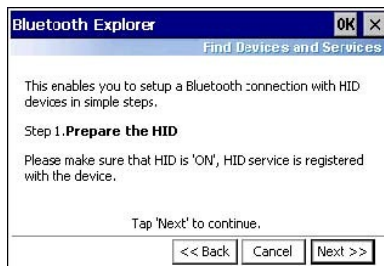 Bluetooth Explorer OK ×
Find Devices and Services
This enables you to setup a Bluetooth connection with HID
devices in simple steps.
Step 1.Prepare the HID
Please make sure that HID is 'ON', HID service is registered
with the device.
Tap 'Next' to continue.
<< Back Cancel Next >>